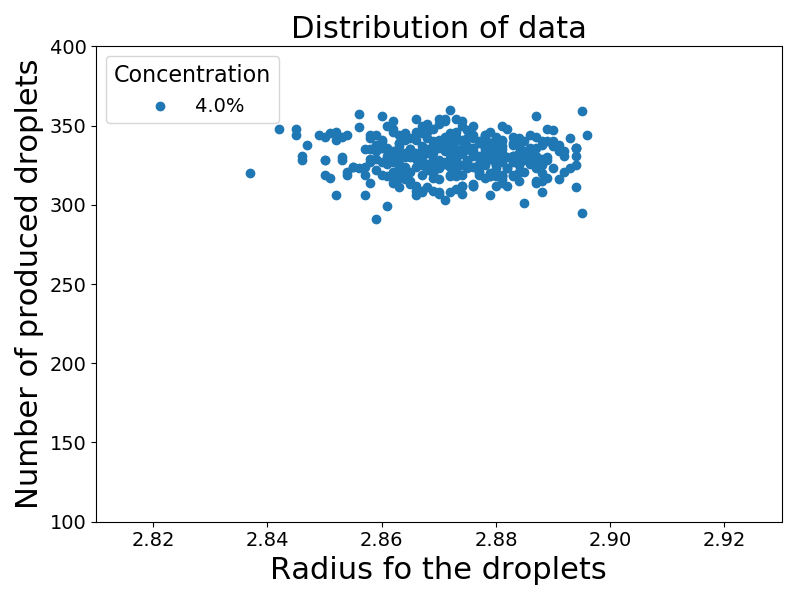 Distribution of data
Concentration
4.0%
Number of produced droplets
400
350
300
250
200
150
100
2.82 2.84 2.86 2.88 2.90 2.92
Radius fo the droplets